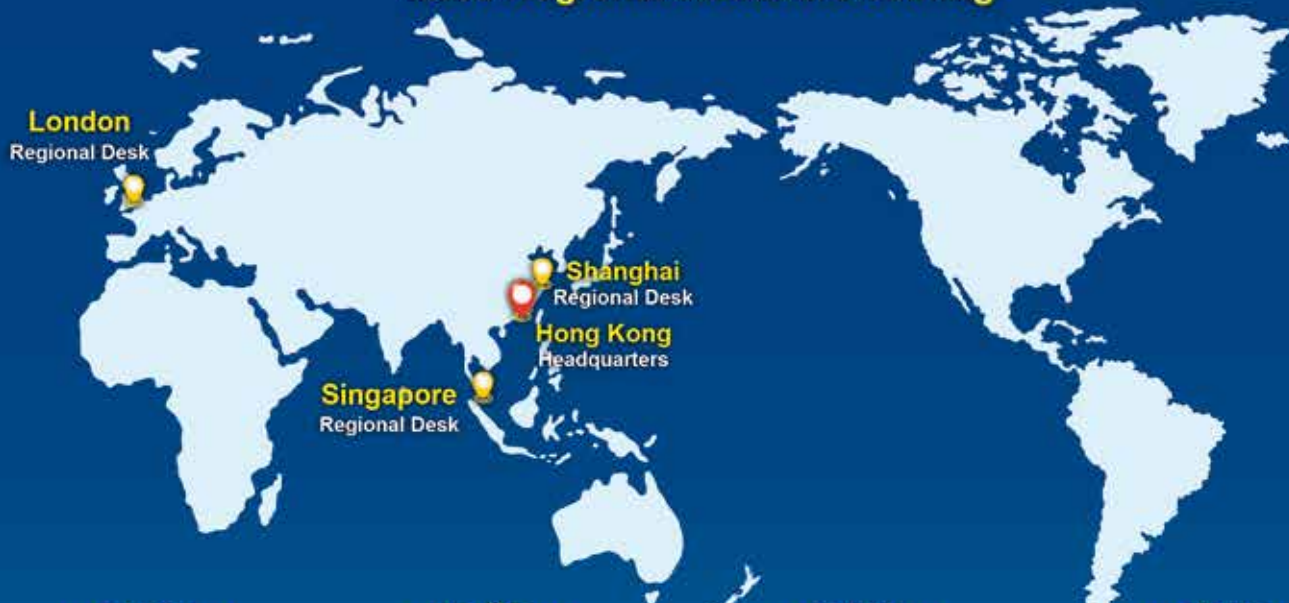 London
Regional Desk
Shanghai
Regional Desk
Hong Kong
Headquarters
Singapore
Regional Desk